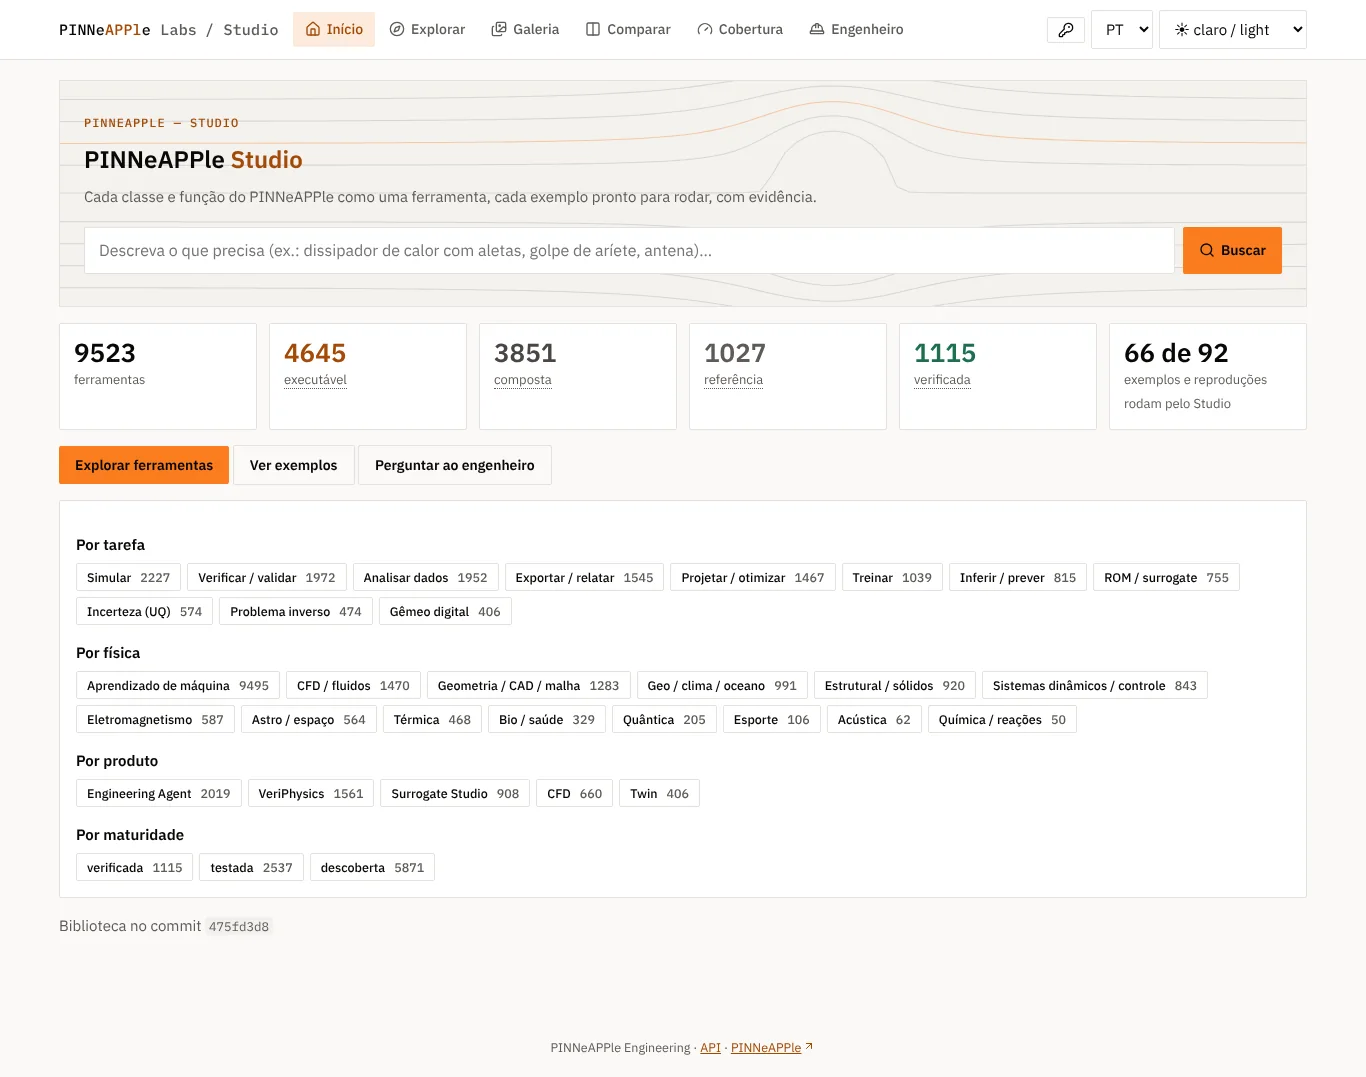 PINNeAPPle Labs / Studio
Início
Explorar
Galeria
Comparar
Cobertura
Engenheiro
PT
☀ claro / light
PINNEAPPLE — STUDIO
PINNeAPPle Studio
Cada classe e função do PINNeAPPle como uma ferramenta, cada exemplo pronto para rodar, com evidência.
Descreva o que precisa (ex.: dissipador de calor com aletas, golpe de aríete, antena)...
Buscar
9523
ferramentas
4645
executável
3851
composta
1027
referência
1115
verificada
66 de 92
exemplos e reproduções
rodam pelo Studio
Explorar ferramentas
Ver exemplos
Perguntar ao engenheiro
Por tarefa
Simular 2227
Verificar / validar 1972
Analisar dados 1952
Exportar / relatar 1545
Projetar / otimizar 1467
Treinar 1039
Inferir / prever 815
ROM / surrogate 755
Incerteza (UQ) 574
Problema inverso 474
Gêmeo digital 406
Por física
Aprendizado de máquina 9495
CFD / fluidos 1470
Geometria / CAD / malha 1283
Geo / clima / oceano 991
Estrutural / sólidos 920
Sistemas dinâmicos / controle 843
Eletromagnetismo 587
Astro / espaço 564
Térmica 468
Bio / saúde 329
Quântica 205
Esporte 106
Acústica 62
Química / reações 50
Por produto
Engineering Agent 2019
VeriPhysics 1561
Surrogate Studio 908
CFD 660
Twin 406
Por maturidade
verificada 1115
testada 2537
descoberta 5871
Biblioteca no commit 475fd3d8
PINNeAPPle Engineering · API · PINNeAPPle ↗